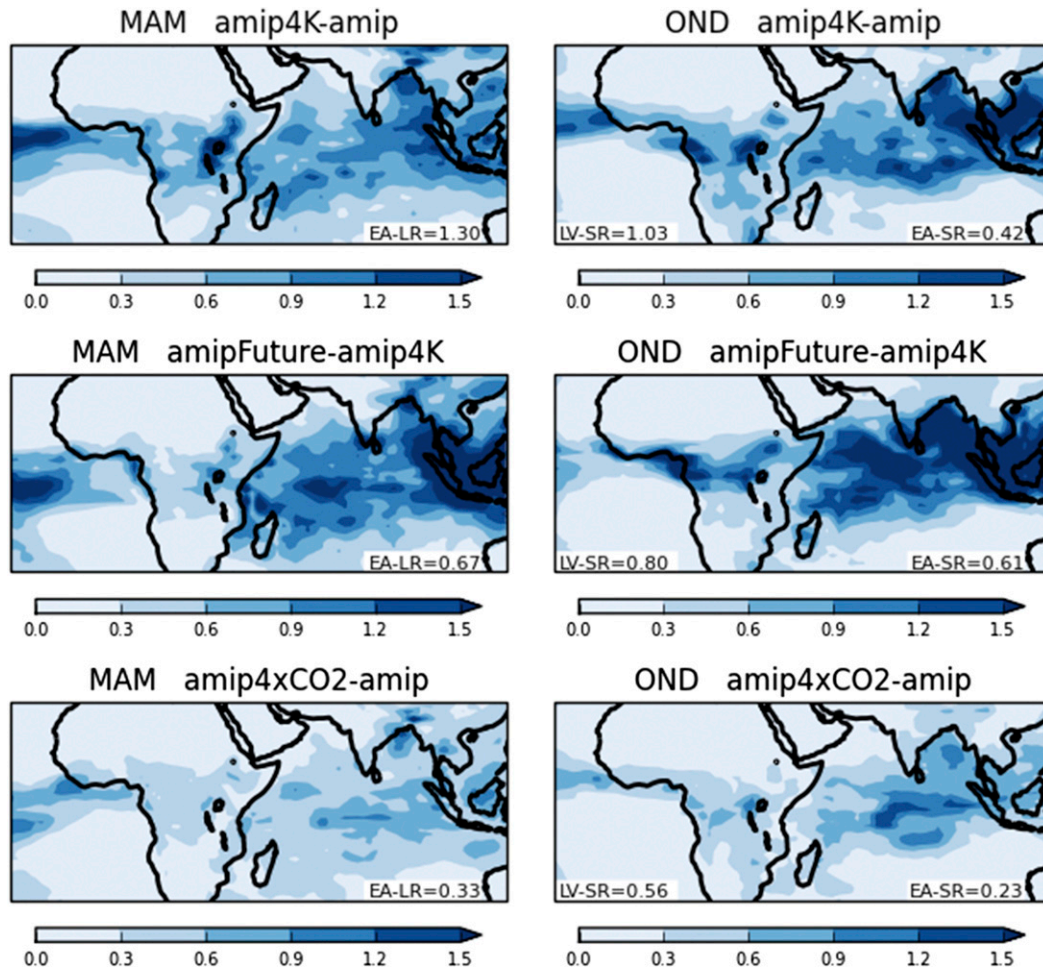 MAM amip4K-amip
OND amip4K-amip
EA-LR=1.30
LV-SR=1.03
EA-SR=0.42
0.0 0.3 0.6 0.9 1.2 1.5
0.0 0.3 0.6 0.9 1.2 1.5
MAM amipFuture-amip4K
OND amipFuture-amip4K
EA-LR=0.67
LV-SR=0.80
EA-SR=0.61
0.0 0.3 0.6 0.9 1.2 1.5
0.0 0.3 0.6 0.9 1.2 1.5
MAM amip4xCO2-amip
OND amip4xCO2-amip
EA-LR=0.33
LV-SR=0.56
EA-SR=0.23
0.0 0.3 0.6 0.9 1.2 1.5
0.0 0.3 0.6 0.9 1.2 1.5